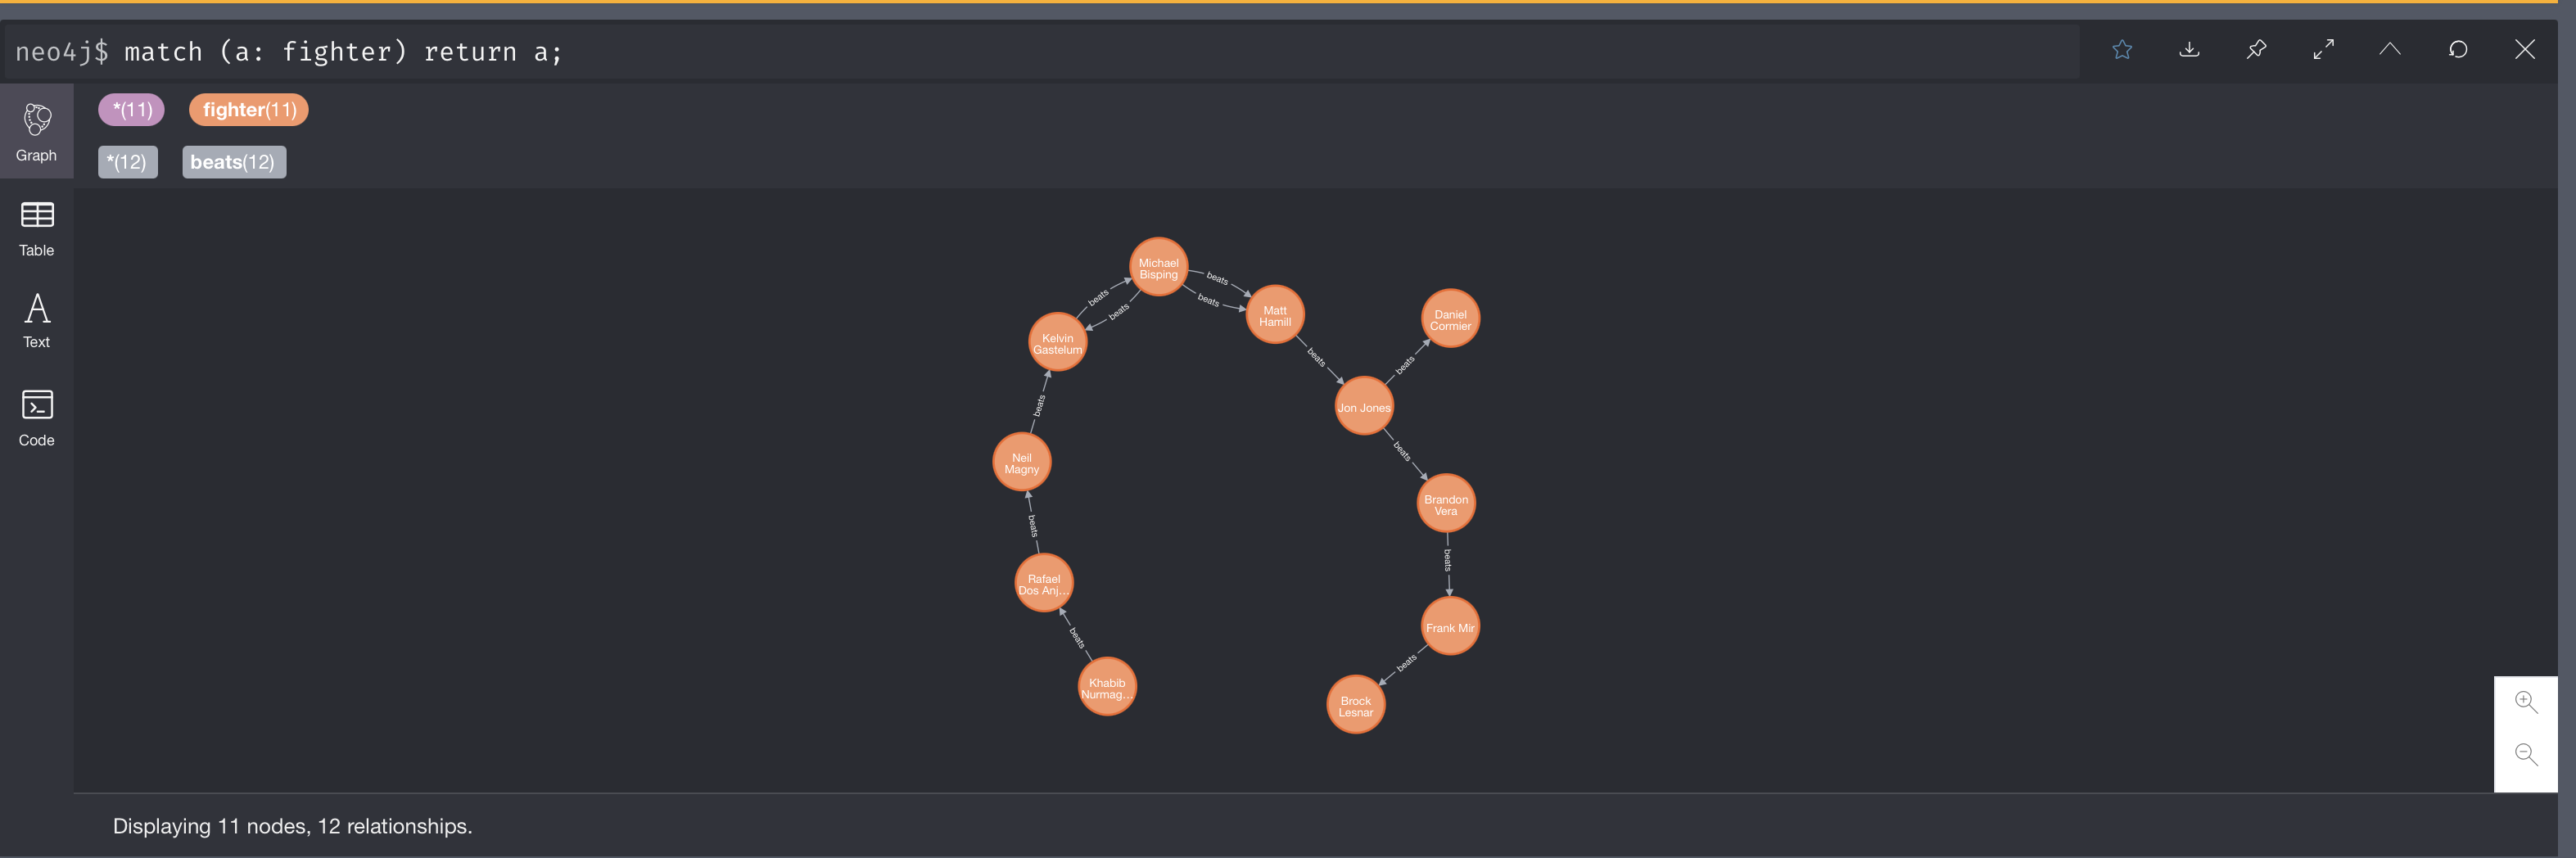 neo4j$ match (a: fighter) return a;
*(11) fighter(11)
*(12) beats(12)
Graph
Table
Text
Code
Michael
Bisping
beats
beats
beats
beats
Matt
Hamill
Daniel
Cormier
Kelvin
Gastelum
beats
beats
Jon Jones
beats
beats
Neil
Magny
Brandon
Vera
beats
beats
Rafael
Dos Anj...
Frank Mir
beats
beats
Khabib
Nurmag...
Brock
Lesnar
Displaying 11 nodes, 12 relationships.